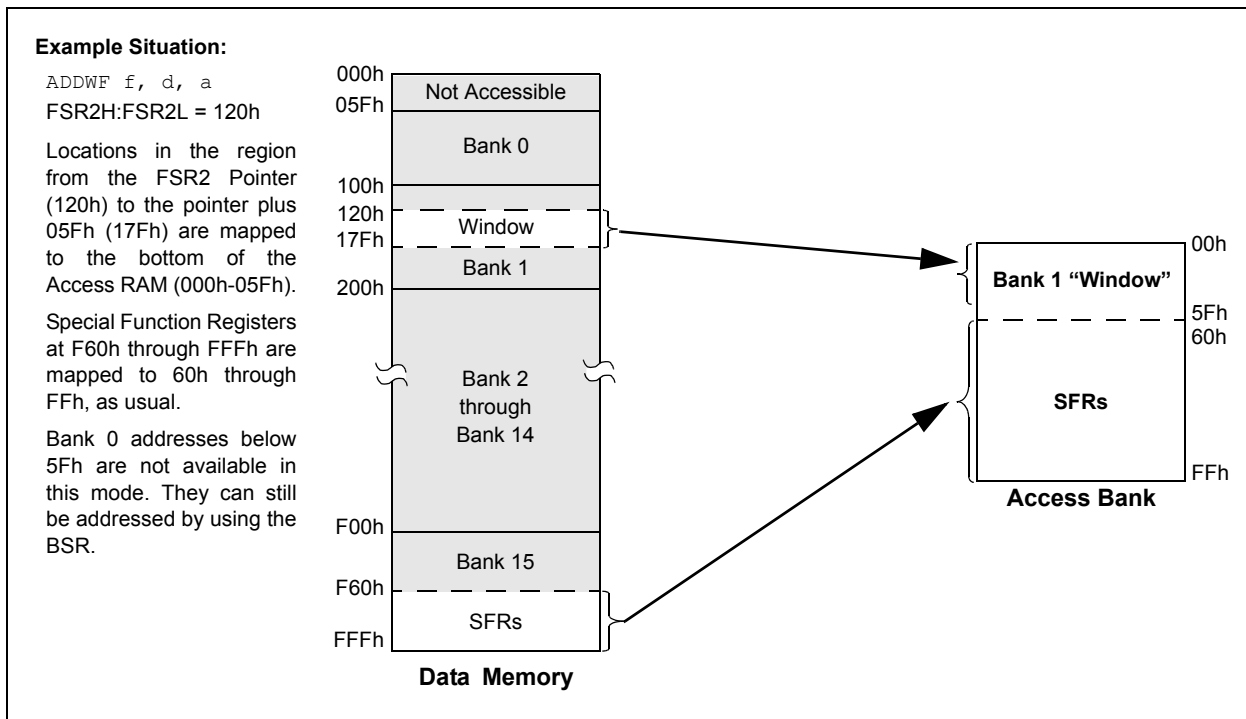 Example Situation:
ADDWF f, d, a
FSR2H:FSR2L = 120h
Locations in the region
from the FSR2 Pointer
(120h) to the pointer plus
05Fh (17Fh) are mapped
to the bottom of the
Access RAM (000h-05Fh).
Special Function Registers
at F60h through FFFh are
mapped to 60h through
FFh, as usual.
Bank 0 addresses below
5Fh are not available in
this mode. They can still
be addressed by using the
BSR.
000h
Not Accessible
05Fh
Bank 0
100h
120h
Window
17Fh
Bank 1
200h
Bank 2
through
Bank 14
F00h
Bank 15
F60h
SFRs
FFFh
Data Memory
00h
Bank 1 “Window”
5Fh
60h
SFRs
FFh
Access Bank